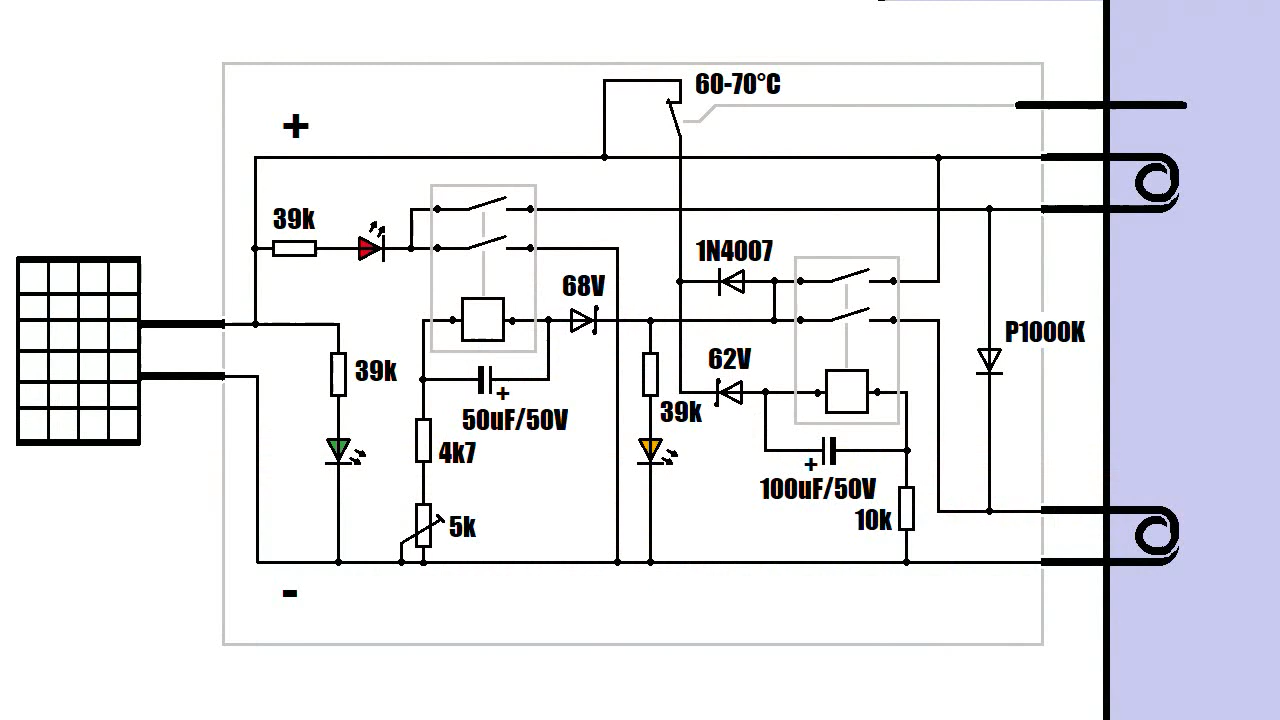 60-70°C
+
39k
1N4007
68V
P1000K
62V
39k
+
50uF/50V
39k
4k7
+
100uF/50V
10k
5k
-